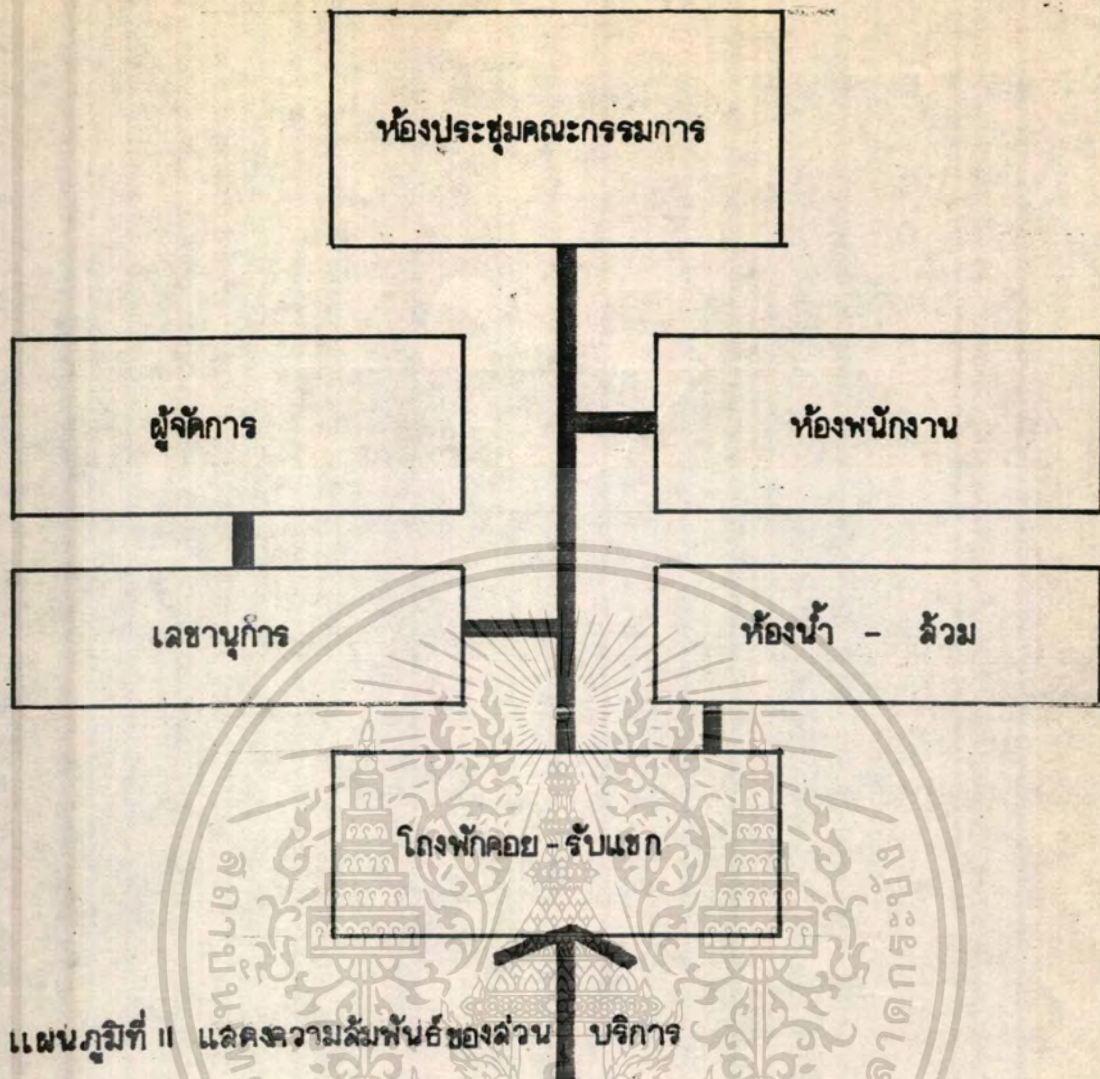 ห้องประชุมคณะกรรมการ
ผู้จัดการ
ห้องพนักงาน
เลขานุการ
ห้องน้ำ - ส้วม
โถงพักคอย - รับแขก
แผนภูมิที่ 11 แสดงความสัมพันธ์ของส่วน บริการ